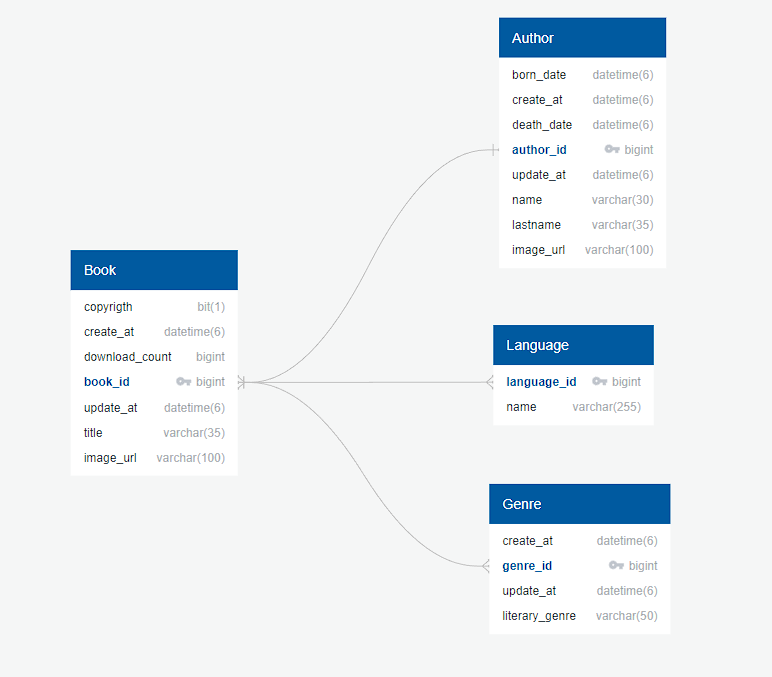 Author
born_date datetime(6)
create_at datetime(6)
death_date datetime(6)
author_id bigint
update_at datetime(6)
name varchar(30)
lastname varchar(35)
image_url varchar(100)
Book
copyrigth bit(1)
create_at datetime(6)
download_count bigint
book_id bigint
update_at datetime(6)
title varchar(35)
image_url varchar(100)
Language
language_id bigint
name varchar(255)
Genre
create_at datetime(6)
genre_id bigint
update_at datetime(6)
literary_genre varchar(50)